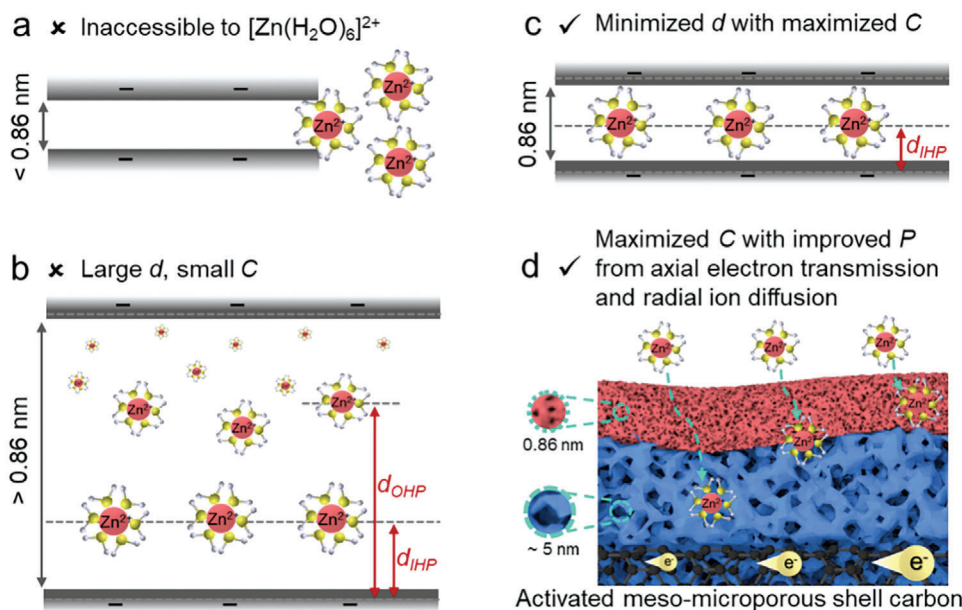 a ✘ Inaccessible to [Zn(H₂O)₆]²⁺
< 0.86 nm
Zn²⁺
Zn²⁺
Zn²⁺
b ✘ Large d, small C
> 0.86 nm
Zn²⁺
Zn²⁺
Zn²⁺
d_OHP
Zn²⁺
Zn²⁺
Zn²⁺
d_IHP
c ✓ Minimized d with maximized C
0.86 nm
Zn²⁺
Zn²⁺
Zn²⁺
d_IHP
d ✓ Maximized C with improved P
from axial electron transmission
and radial ion diffusion
Zn²⁺
Zn²⁺
Zn²⁺
Zn²⁺
0.86 nm
Zn²⁺
Zn²⁺
~ 5 nm
e⁻
e⁻
e⁻
Activated meso-microporous shell carbon